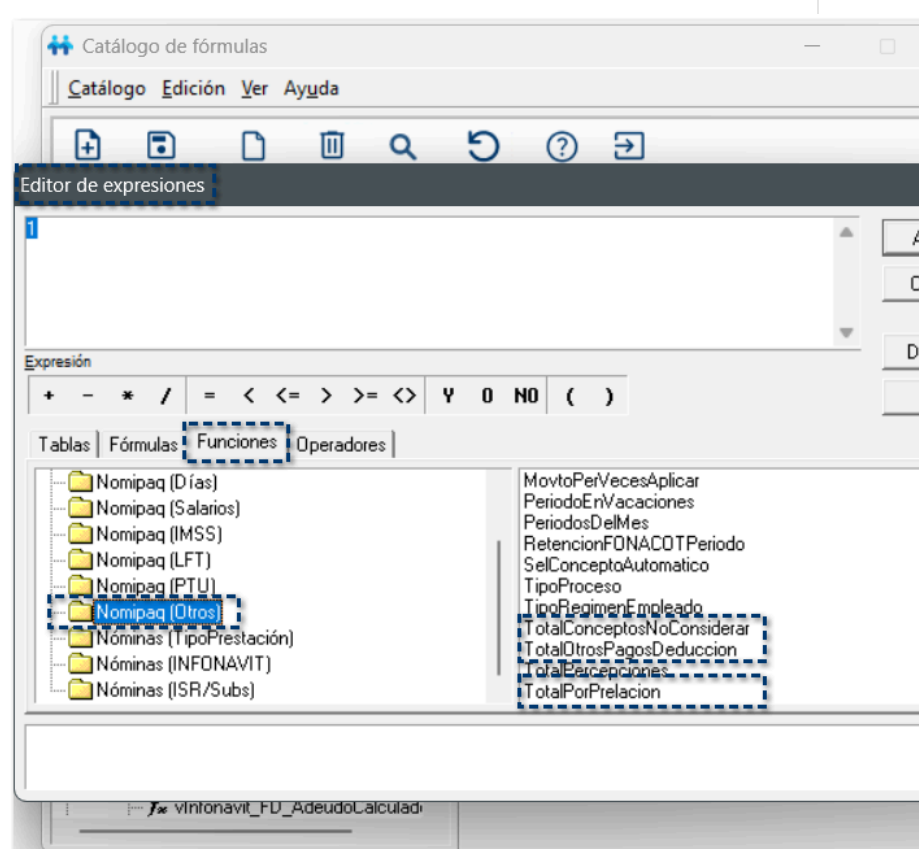 Catálogo de fórmulas
Catálogo Edición Ver Ayuda
Editor de expresiones
1
Expresión
+ - * / = < <= > >= <> Y O NO ( )
Tablas Fórmulas Funciones Operadores
Nomipaq (Días)
Nomipaq (Salarios)
Nomipaq (IMSS)
Nomipaq (LFT)
Nomipaq (PTU)
Nomipaq (Otros)
Nóminas (TipoPrestación)
Nóminas (INFONAVIT)
Nóminas (ISR/Subs)
MovtoPerVecesAplicar
PeriodoEnVacaciones
PeriodosDelMes
RetencionFONACOTPeriodo
SelConceptoAutomatico
TipoProceso
TipoRegimenEmpleado
TotalConceptosNoConsiderar
TotalOtrosPagosDeduccion
TotalPercepciones
TotalPorPrelacion
vInfonavit_FD_AdeudoCalculad